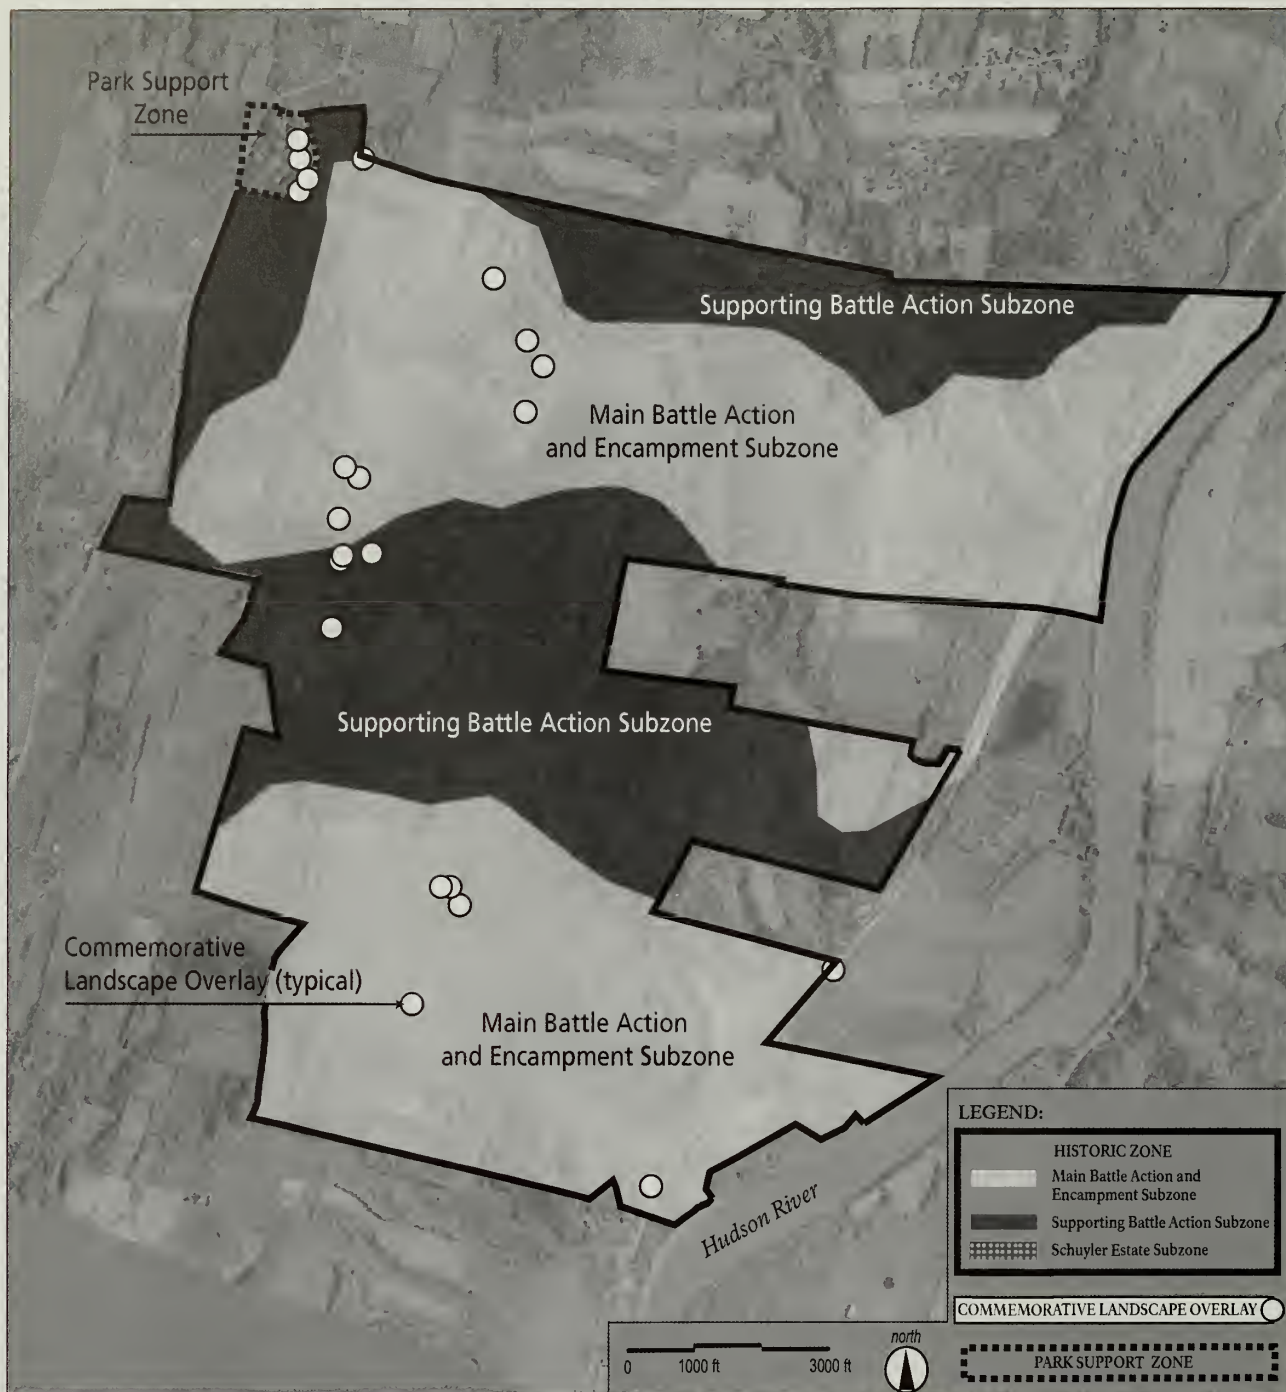 Park Support
Zone
Supporting Battle Action Subzone
Main Battle Action
and Encampment Subzone
Supporting Battle Action Subzone
Commemorative
Landscape Overlay (typical)
Main Battle Action
and Encampment Subzone
Hudson River
LEGEND:
HISTORIC ZONE
Main Battle Action and
Encampment Subzone
Supporting Battle Action Subzone
Schuyler Estate Subzone
COMMEMORATIVE LANDSCAPE OVERLAY
PARK SUPPORT ZONE
north
0 1000 ft 3000 ft